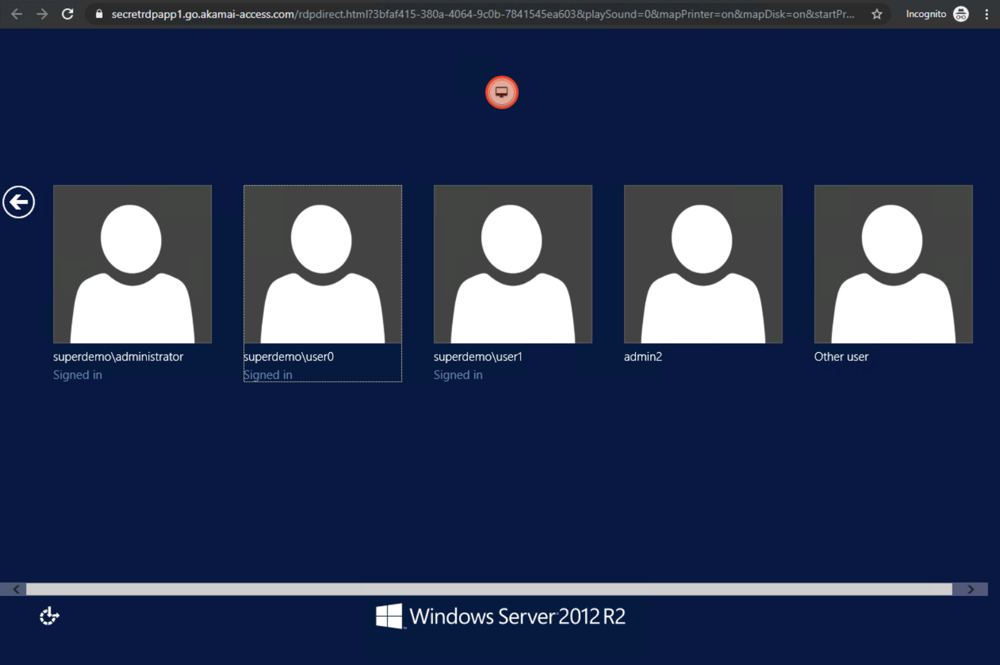 secretrdpapp1.go.akamai-access.com/rdpdirect.html?3bfaf415-380a-4064-9c0b-7841545ea603&playSound=0&mapPrinter=on&mapDisk=on&startPr...
Incognito
superdemo\administrator
Signed in
superdemo\user0
Signed in
superdemo\user1
Signed in
admin2
Other user
Windows Server 2012 R2